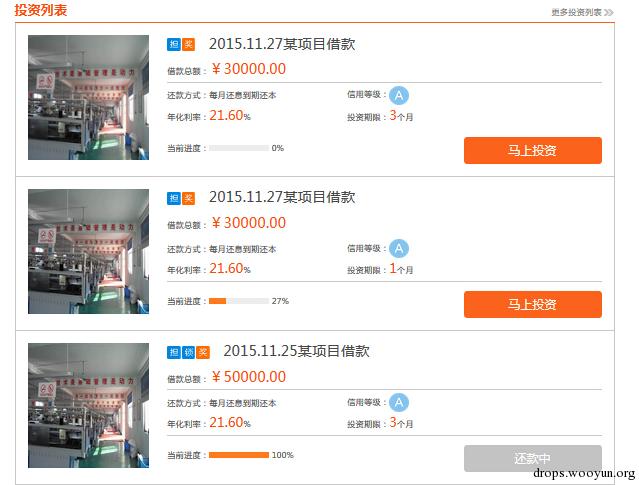 投资列表 更多投资列表
担 奖 2015.11.27某项目借款
借款总额：￥30000.00
还款方式：每月还息到期还本 信用等级：A
年化利率：21.60% 投资期限：3个月
当前进度： 0% 马上投资
担 奖 2015.11.27某项目借款
借款总额：￥30000.00
还款方式：每月还息到期还本 信用等级：A
年化利率：21.60% 投资期限：1个月
当前进度： 27% 马上投资
担 锁 奖 2015.11.25某项目借款
借款总额：￥50000.00
还款方式：每月还息到期还本 信用等级：A
年化利率：21.60% 投资期限：3个月
当前进度： 100% 还款中
drops.wooyun.org